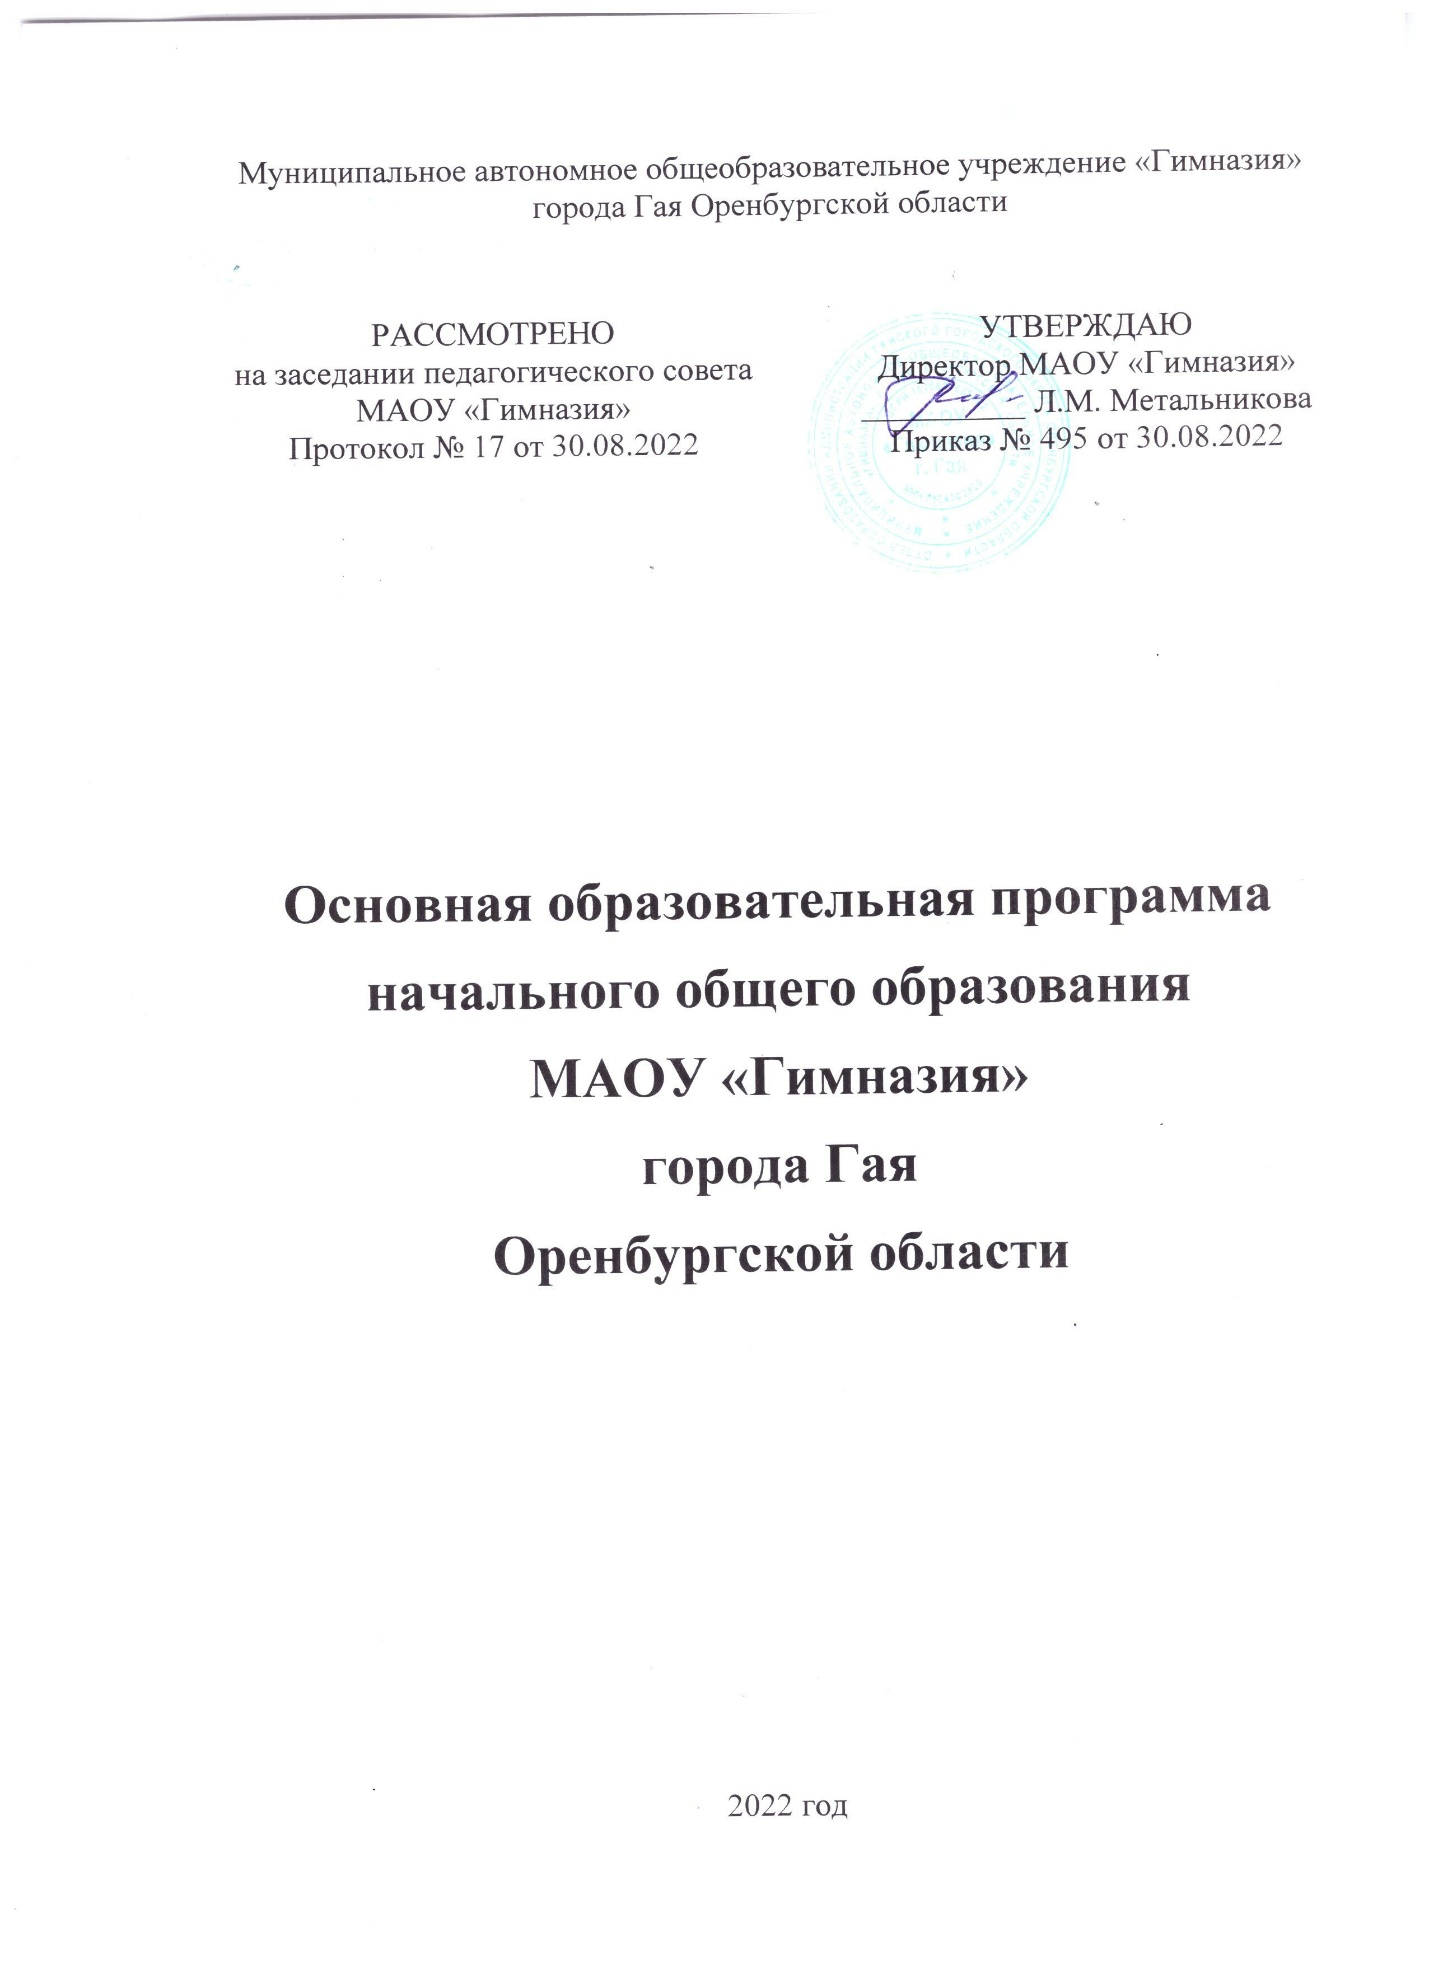 Муниципальное автономное общеобразовательное учреждение «Гимназия»
города Гая Оренбургской области
РАССМОТРЕНО
на заседании педагогического совета
МАОУ «Гимназия»
Протокол № 17 от 30.08.2022
УТВЕРЖДАЮ
Директор МАОУ «Гимназия»
Л.М. Метальникова
Приказ № 495 от 30.08.2022
г. Гая
Основная образовательная программа
начального общего образования
МАОУ «Гимназия»
города Гая
Оренбургской области
2022 год